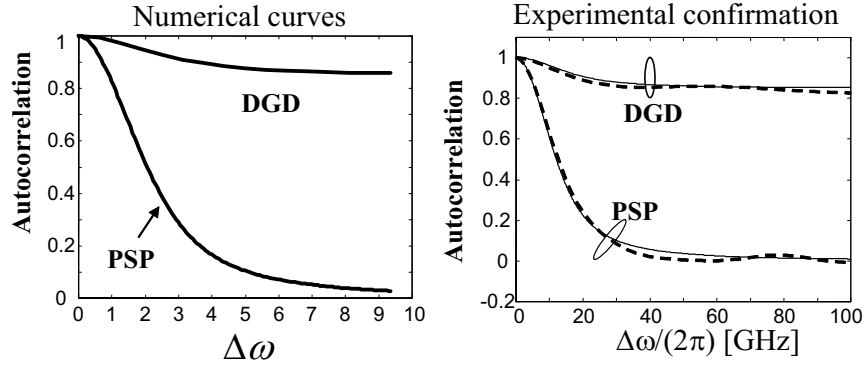 Numerical curves
Autocorrelation
1
0.8
0.6
0.4
0.2
0
DGD
PSP
0 1 2 3 4 5 6 7 8 9 10
Δω
Experimental confirmation
Autocorrelation
1
0.8
0.6
0.4
0.2
0
-0.2
DGD
PSP
0 20 40 60 80 100
Δω/(2π) [GHz]